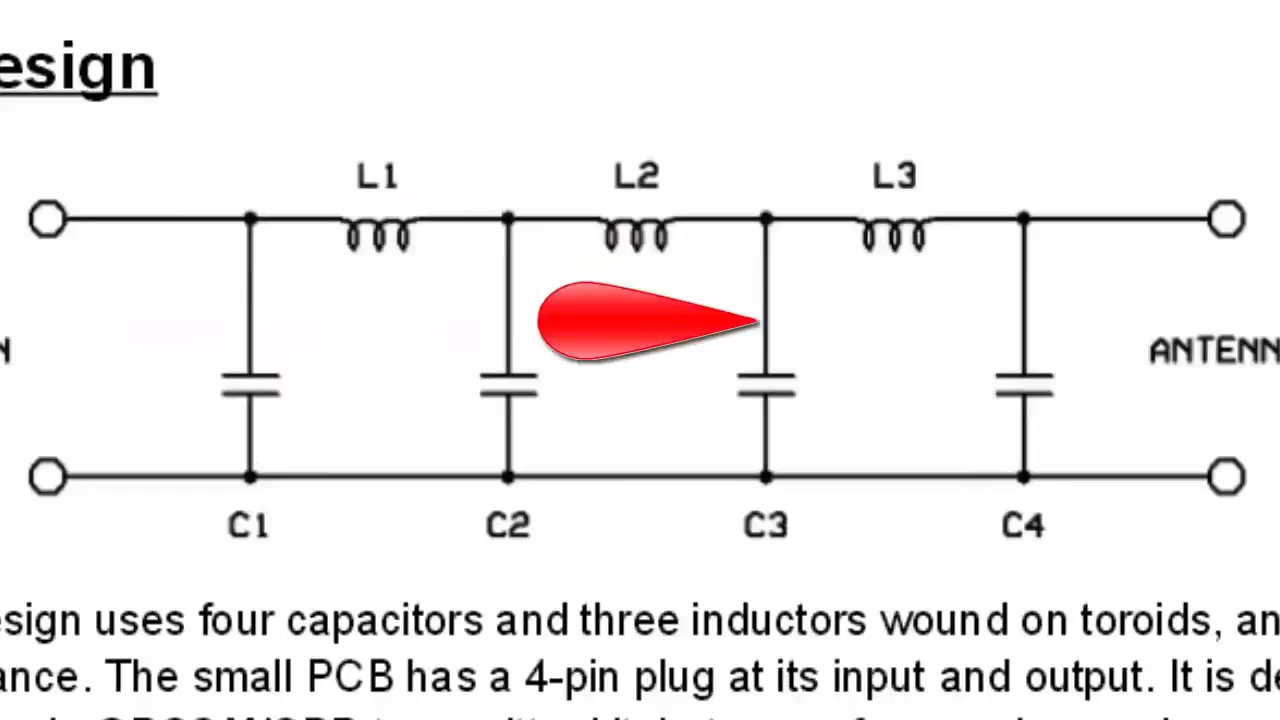 esign
L1 L2 L3
N ANTENN
C1 C2 C3 C4
esign uses four capacitors and three inductors wound on toroids, an
ance. The small PCB has a 4-pin plug at its input and output. It is de